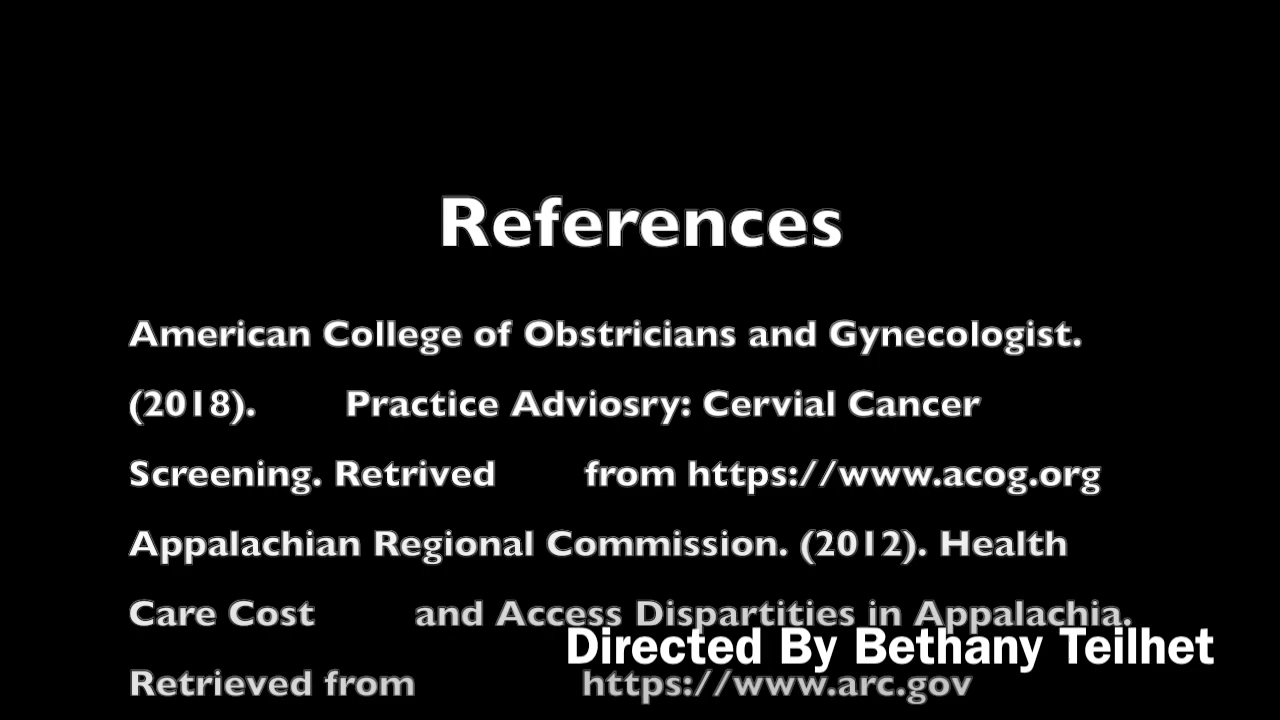 References
American College of Obstricians and Gynecologist.
(2018). Practice Adviosry: Cervial Cancer
Screening. Retrived from https://www.acog.org
Appalachian Regional Commission. (2012). Health
Care Cost and Access Dispartities in Appalachia.
Directed By Bethany Teilhet
Retrieved from https://www.arc.gov